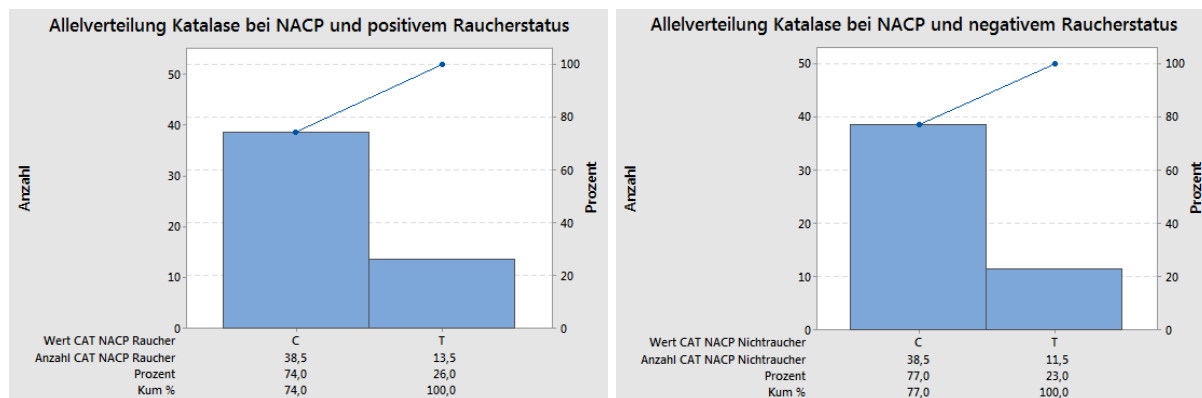 Allelverteilung Katalase bei NACP und positivem Raucherstatus
Anzahl
50
40
30
20
10
0
100
80
60
40
20
0
Prozent
Wert CAT NACP Raucher C T
Anzahl CAT NACP Raucher 38,5 13,5
Prozent 74,0 26,0
Kum % 74,0 100,0
Allelverteilung Katalase bei NACP und negativem Raucherstatus
Anzahl
50
40
30
20
10
0
100
80
60
40
20
0
Prozent
Wert CAT NACP Nichtraucher C T
Anzahl CAT NACP Nichtraucher 38,5 11,5
Prozent 77,0 23,0
Kum % 77,0 100,0